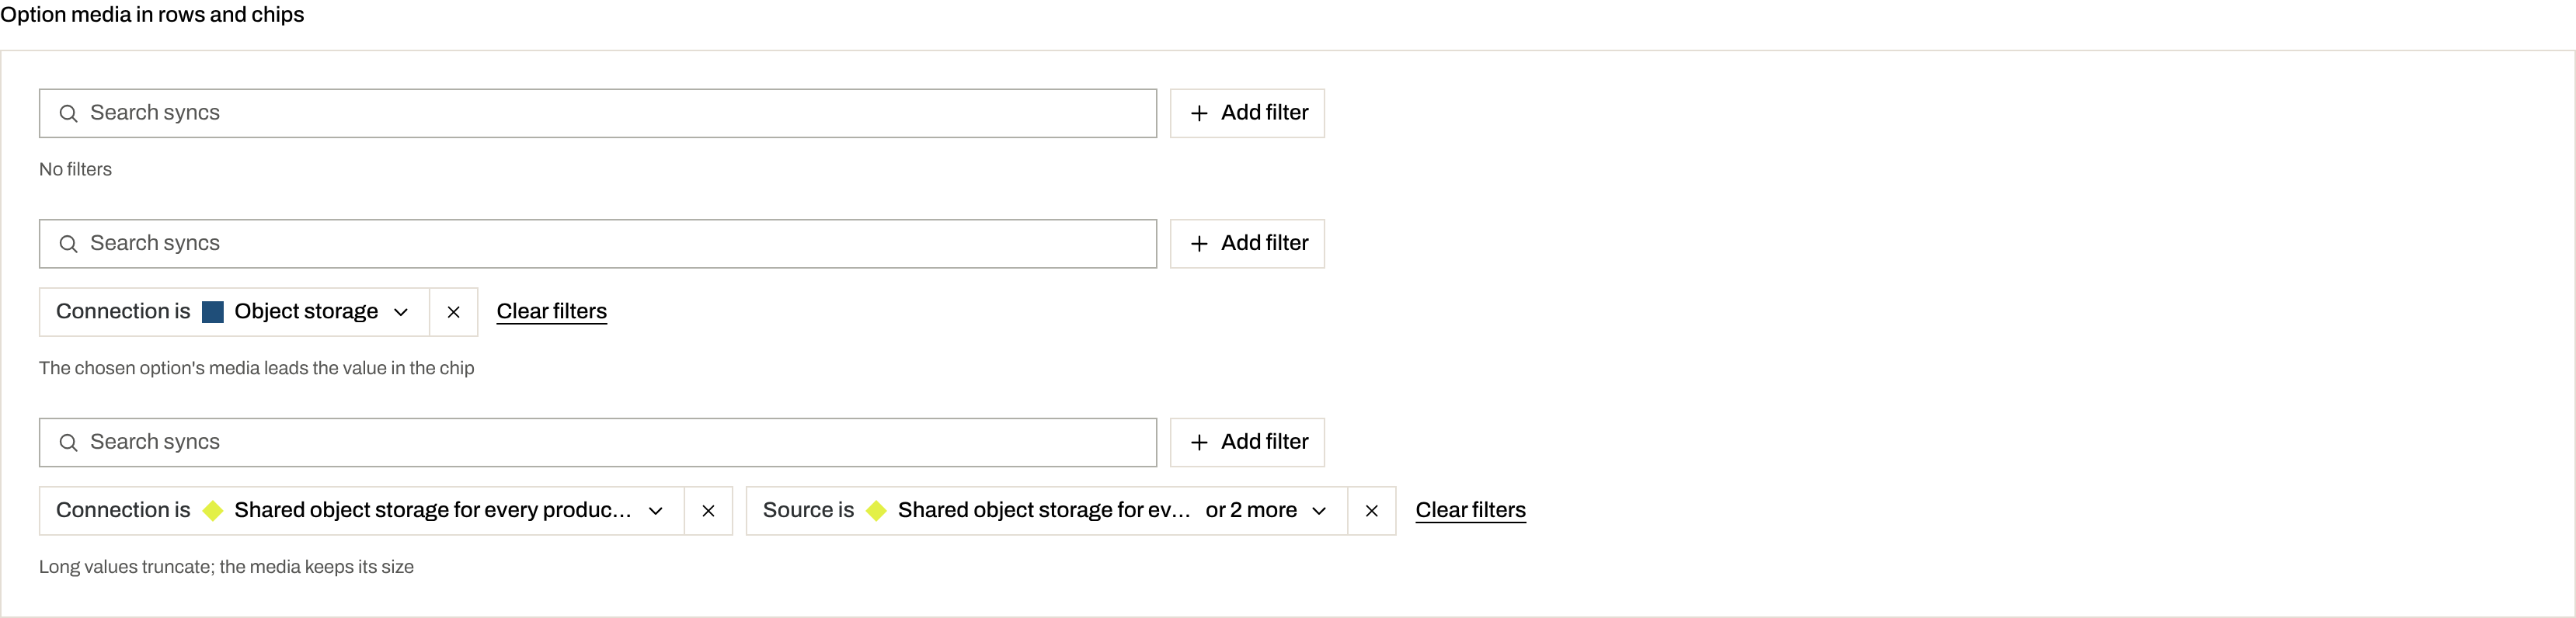 Option media in rows and chips
Search syncs
Add filter
No filters
Search syncs
Add filter
Connection is Object storage
Clear filters
The chosen option's media leads the value in the chip
Search syncs
Add filter
Connection is Shared object storage for every produc...
Source is Shared object storage for ev... or 2 more
Clear filters
Long values truncate; the media keeps its size